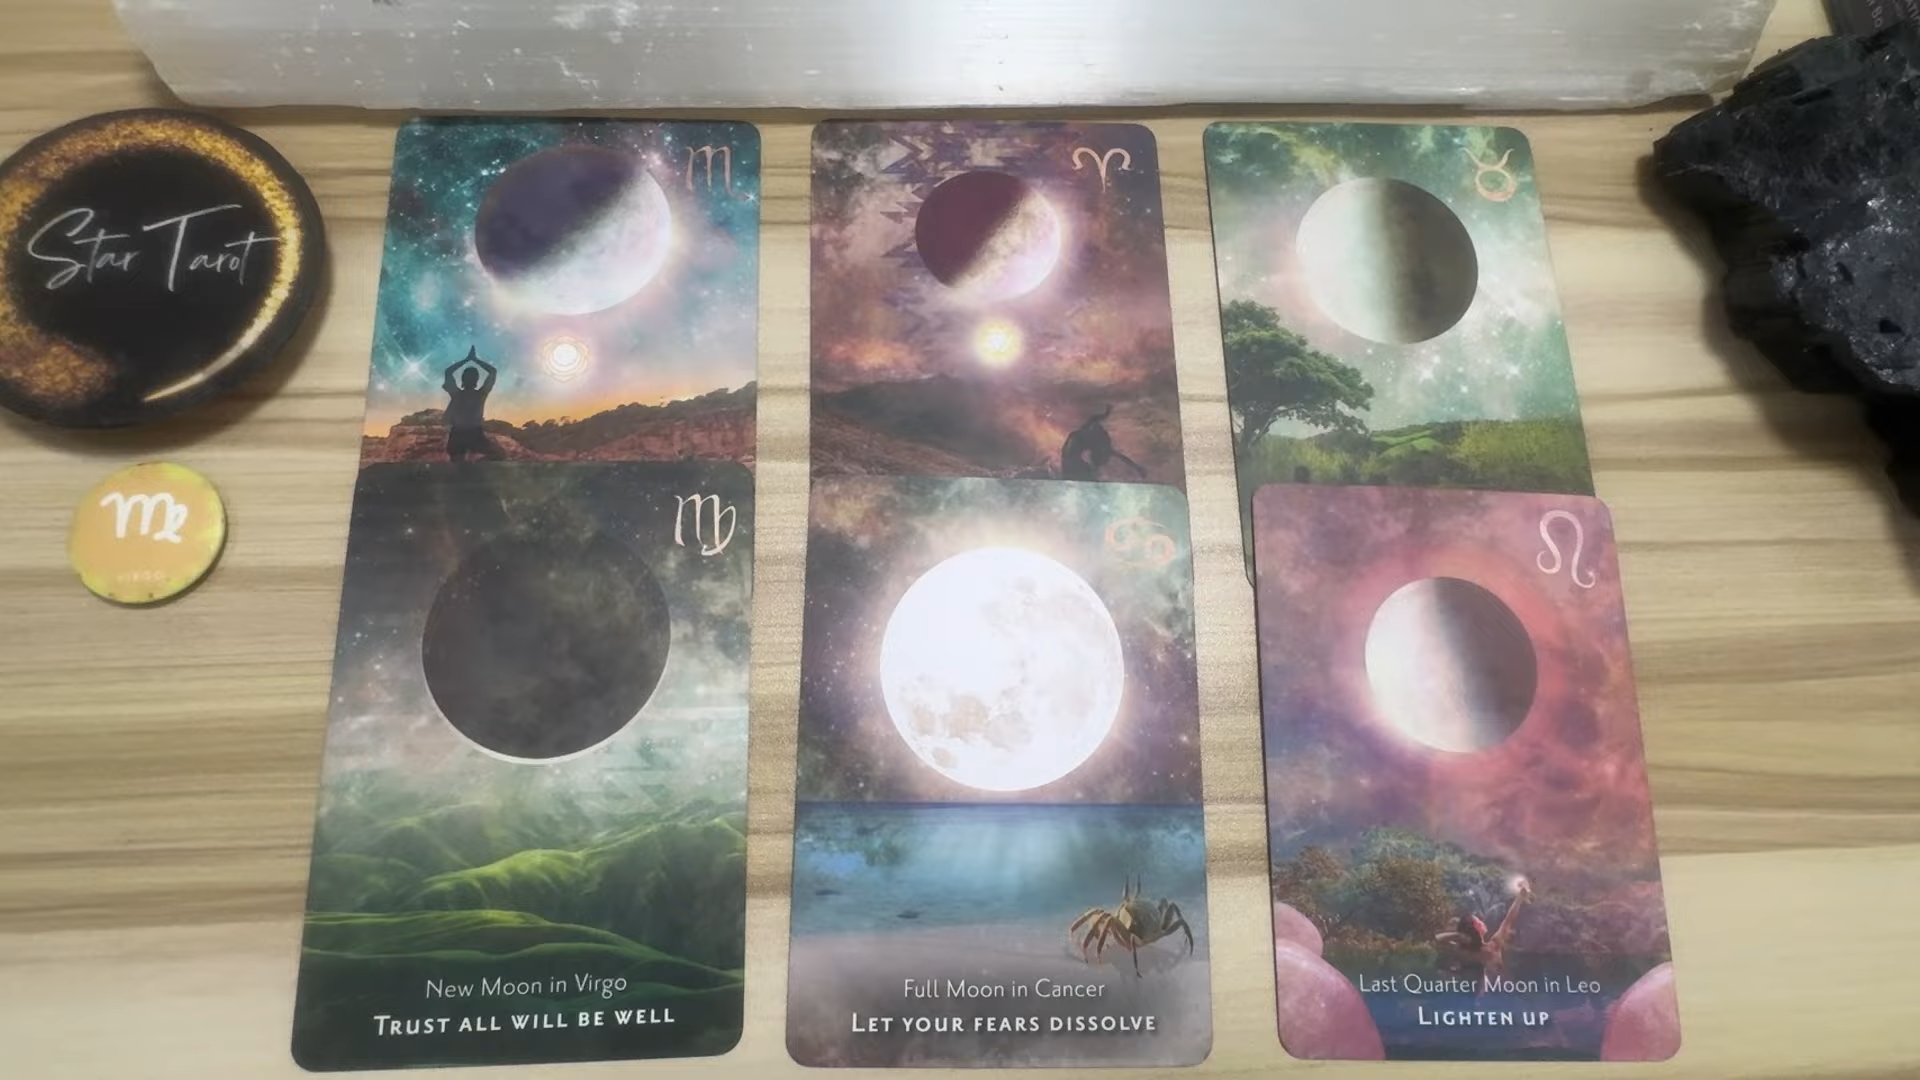 Star Tarot
VIRGO
New Moon in Virgo
TRUST ALL WILL BE WELL
Full Moon in Cancer
LET YOUR FEARS DISSOLVE
Last Quarter Moon in Leo
LIGHTEN UP